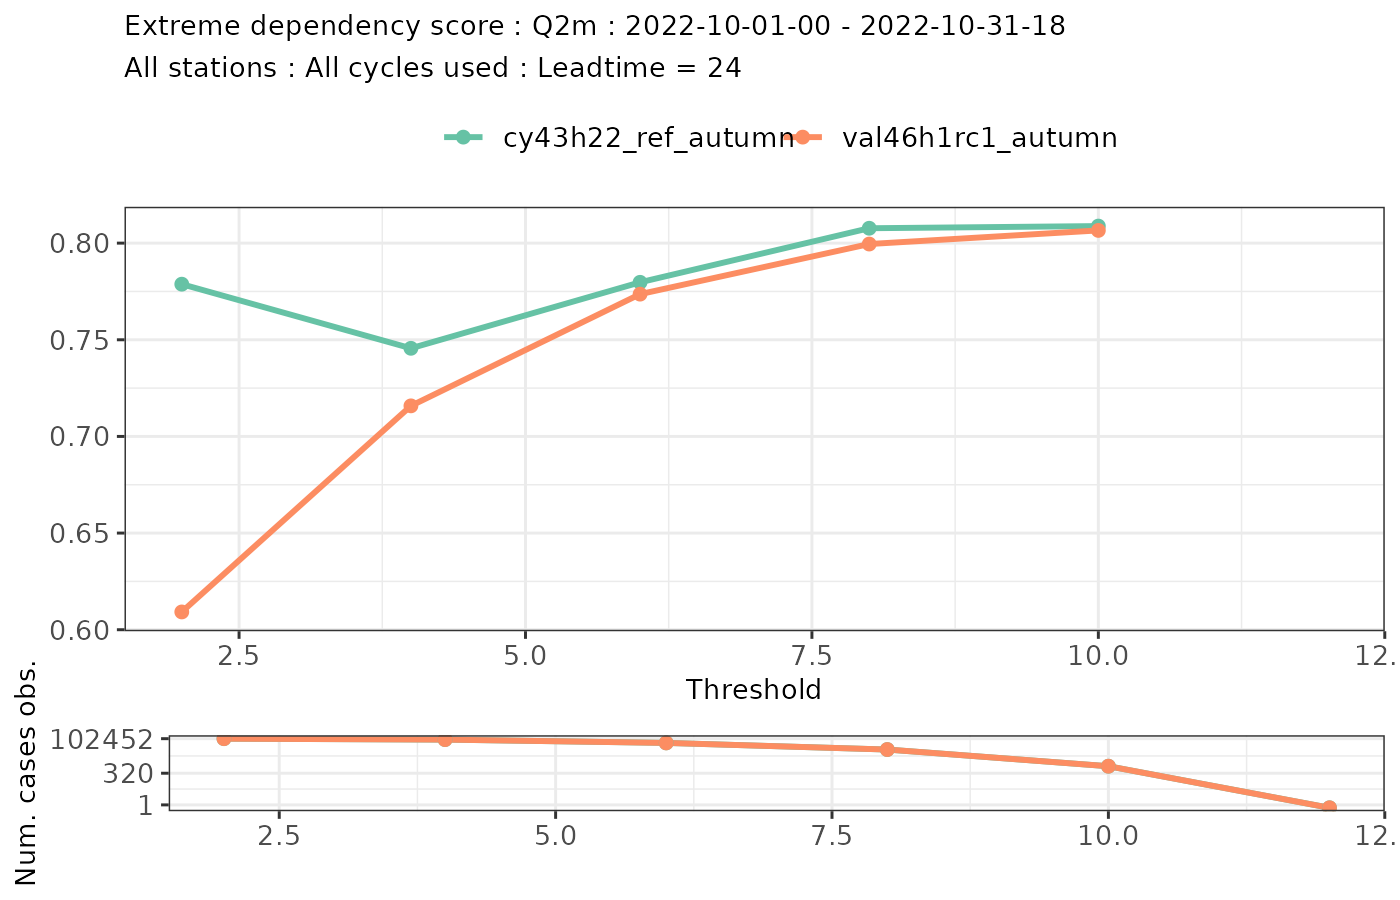 Extreme dependency score : Q2m : 2022-10-01-00 - 2022-10-31-18
All stations : All cycles used : Leadtime = 24
cy43h22_ref_autumn val46h1rc1_autumn
0.80
0.75
0.70
0.65
0.60
2.5 5.0 7.5 10.0 12.
Threshold
Num. cases obs.
102452
320
1
2.5 5.0 7.5 10.0 12.